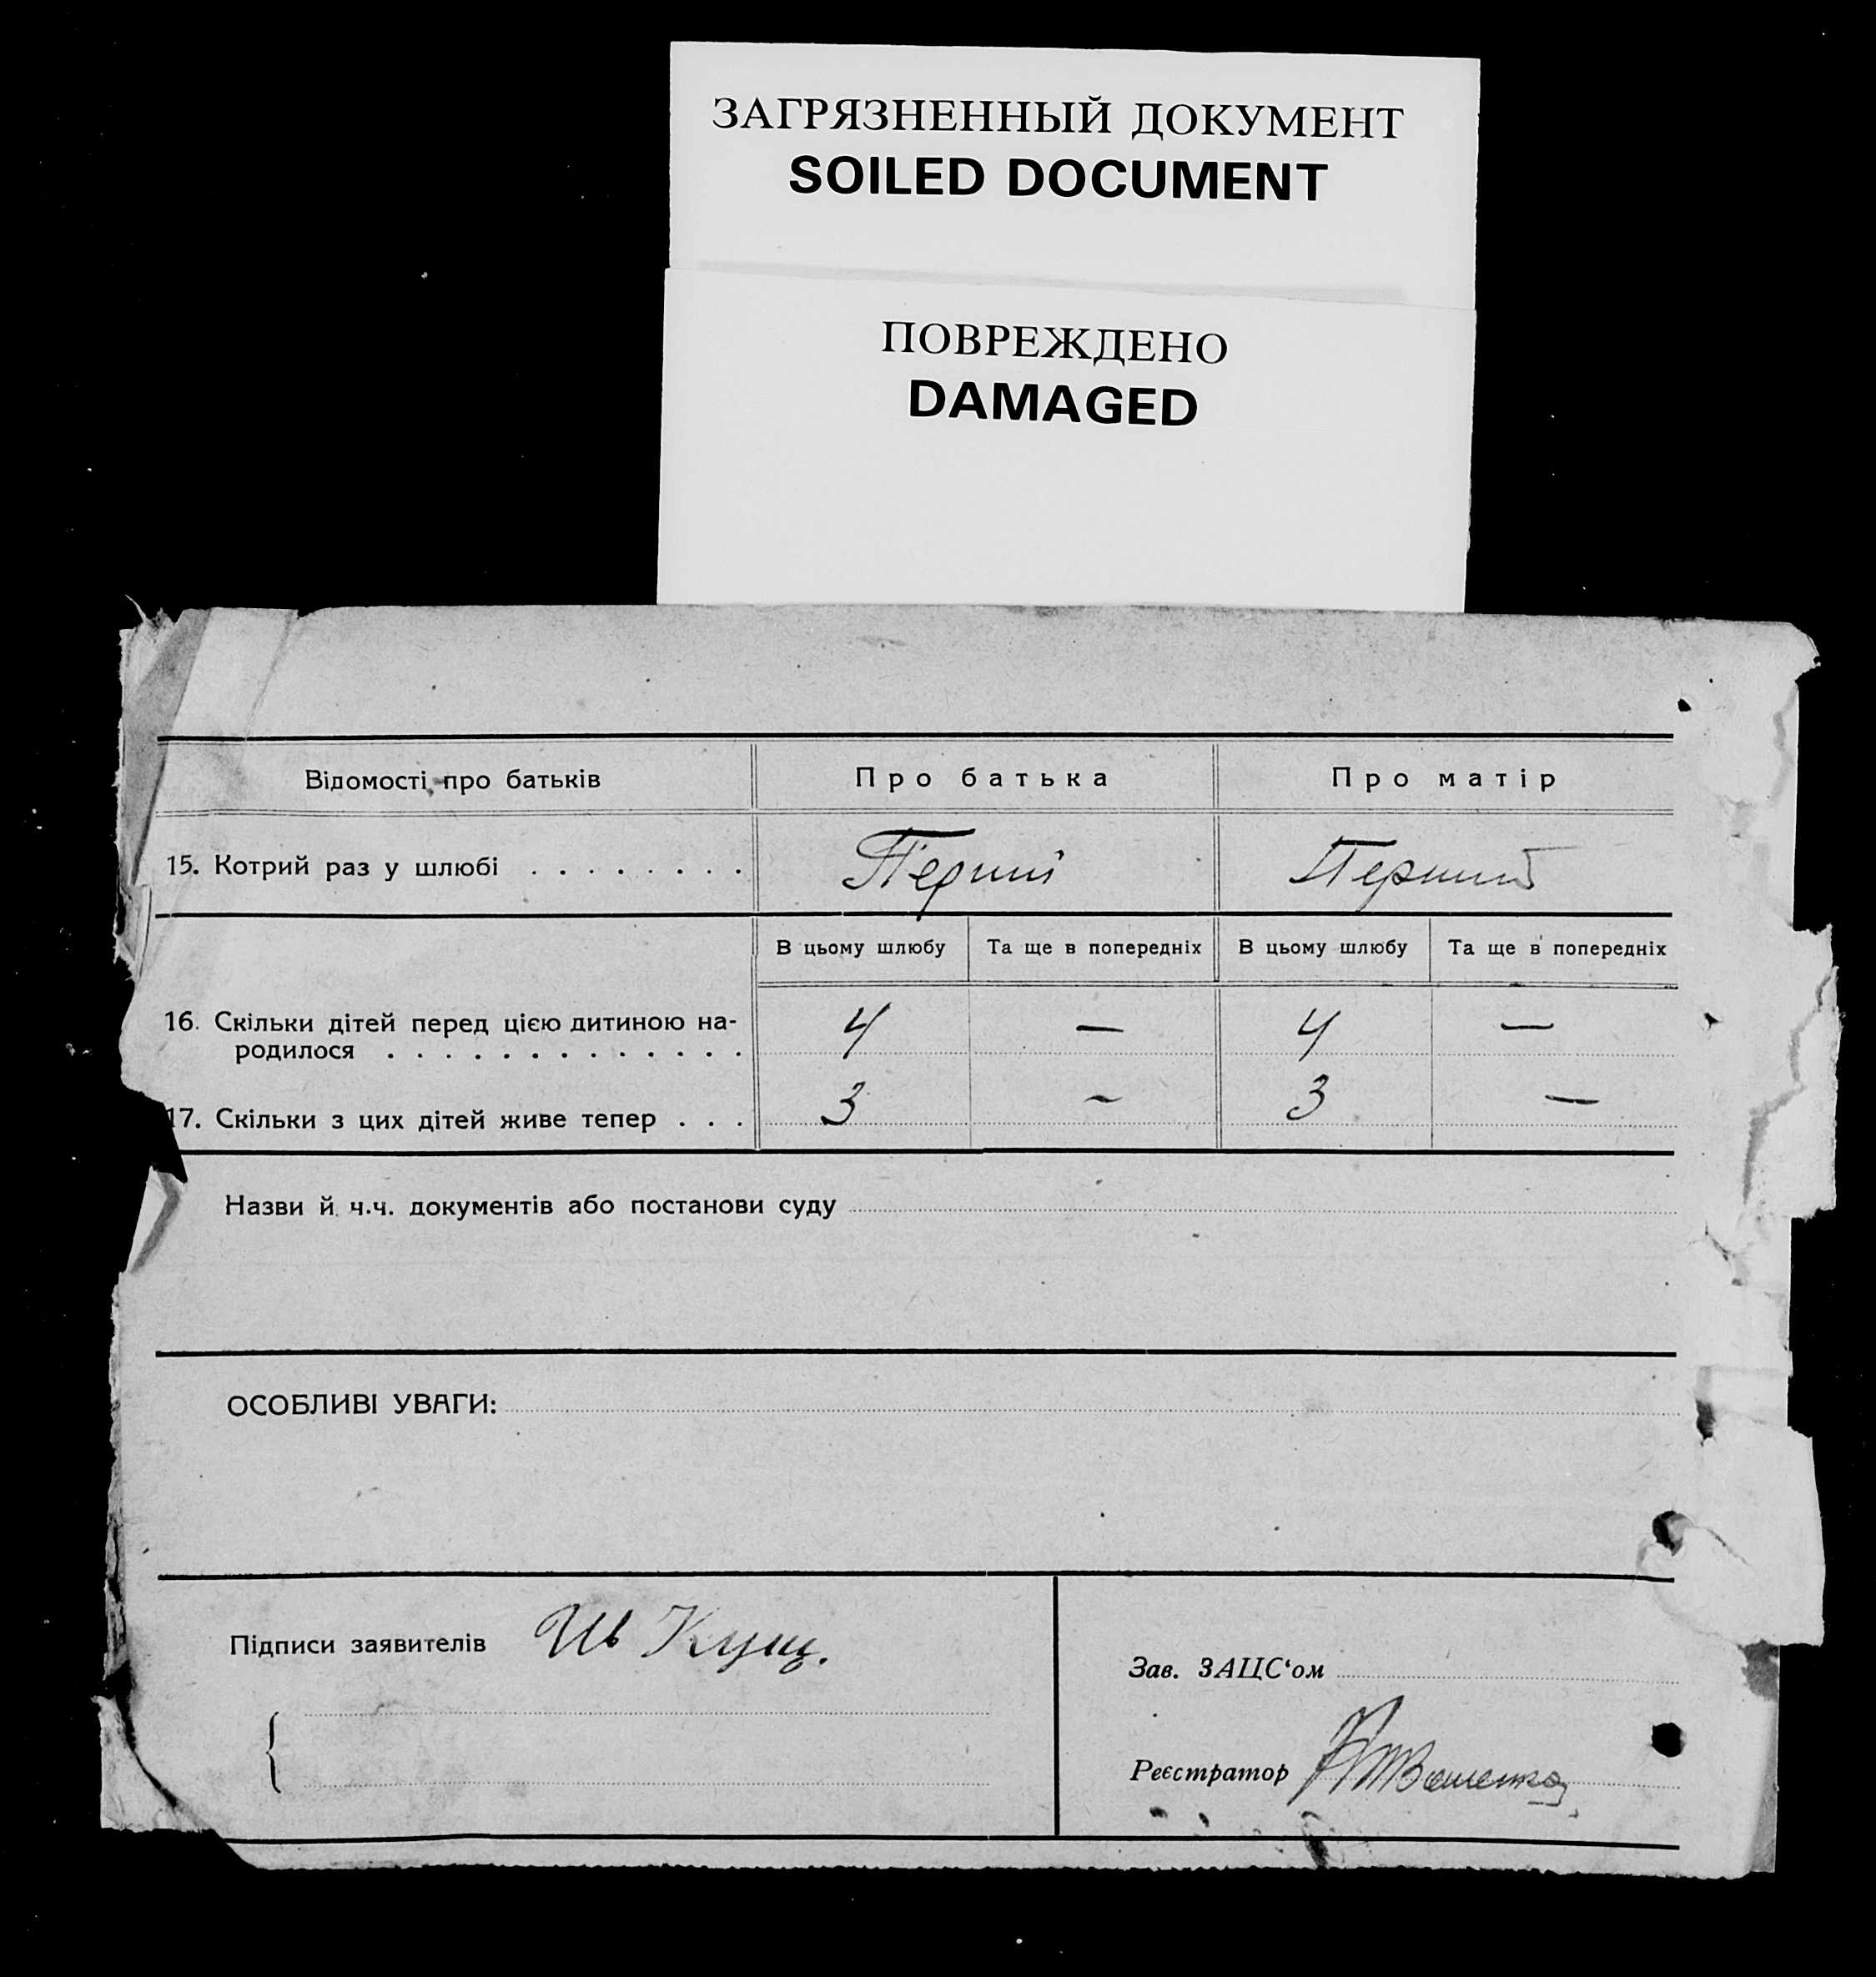 ЗАГРЯЗНЕННЫЙ ДОКУМЕНТ
SOILED DOCUMENT
ПОВРЕЖДЕНО
DAMAGED
Відомості про батьків Про батька Про матір
15. Котрий раз у шлюбі . . . . . . . . Перший Перший
В цьому шлюбу Та ще в попередніх В цьому шлюбу Та ще в попередніх
16. Скільки дітей перед цією дитиною на-
родилося . . . . . . . . . . . . . 4 — 4 —
17. Скільки з цих дітей живе тепер . . . 3 — 3 —
Назви й ч.ч. документів або постанови суду
ОСОБЛИВІ УВАГИ:
Підписи заявителів Ив Кущ.
Зав. ЗАЦС‘ом
Реєстратор